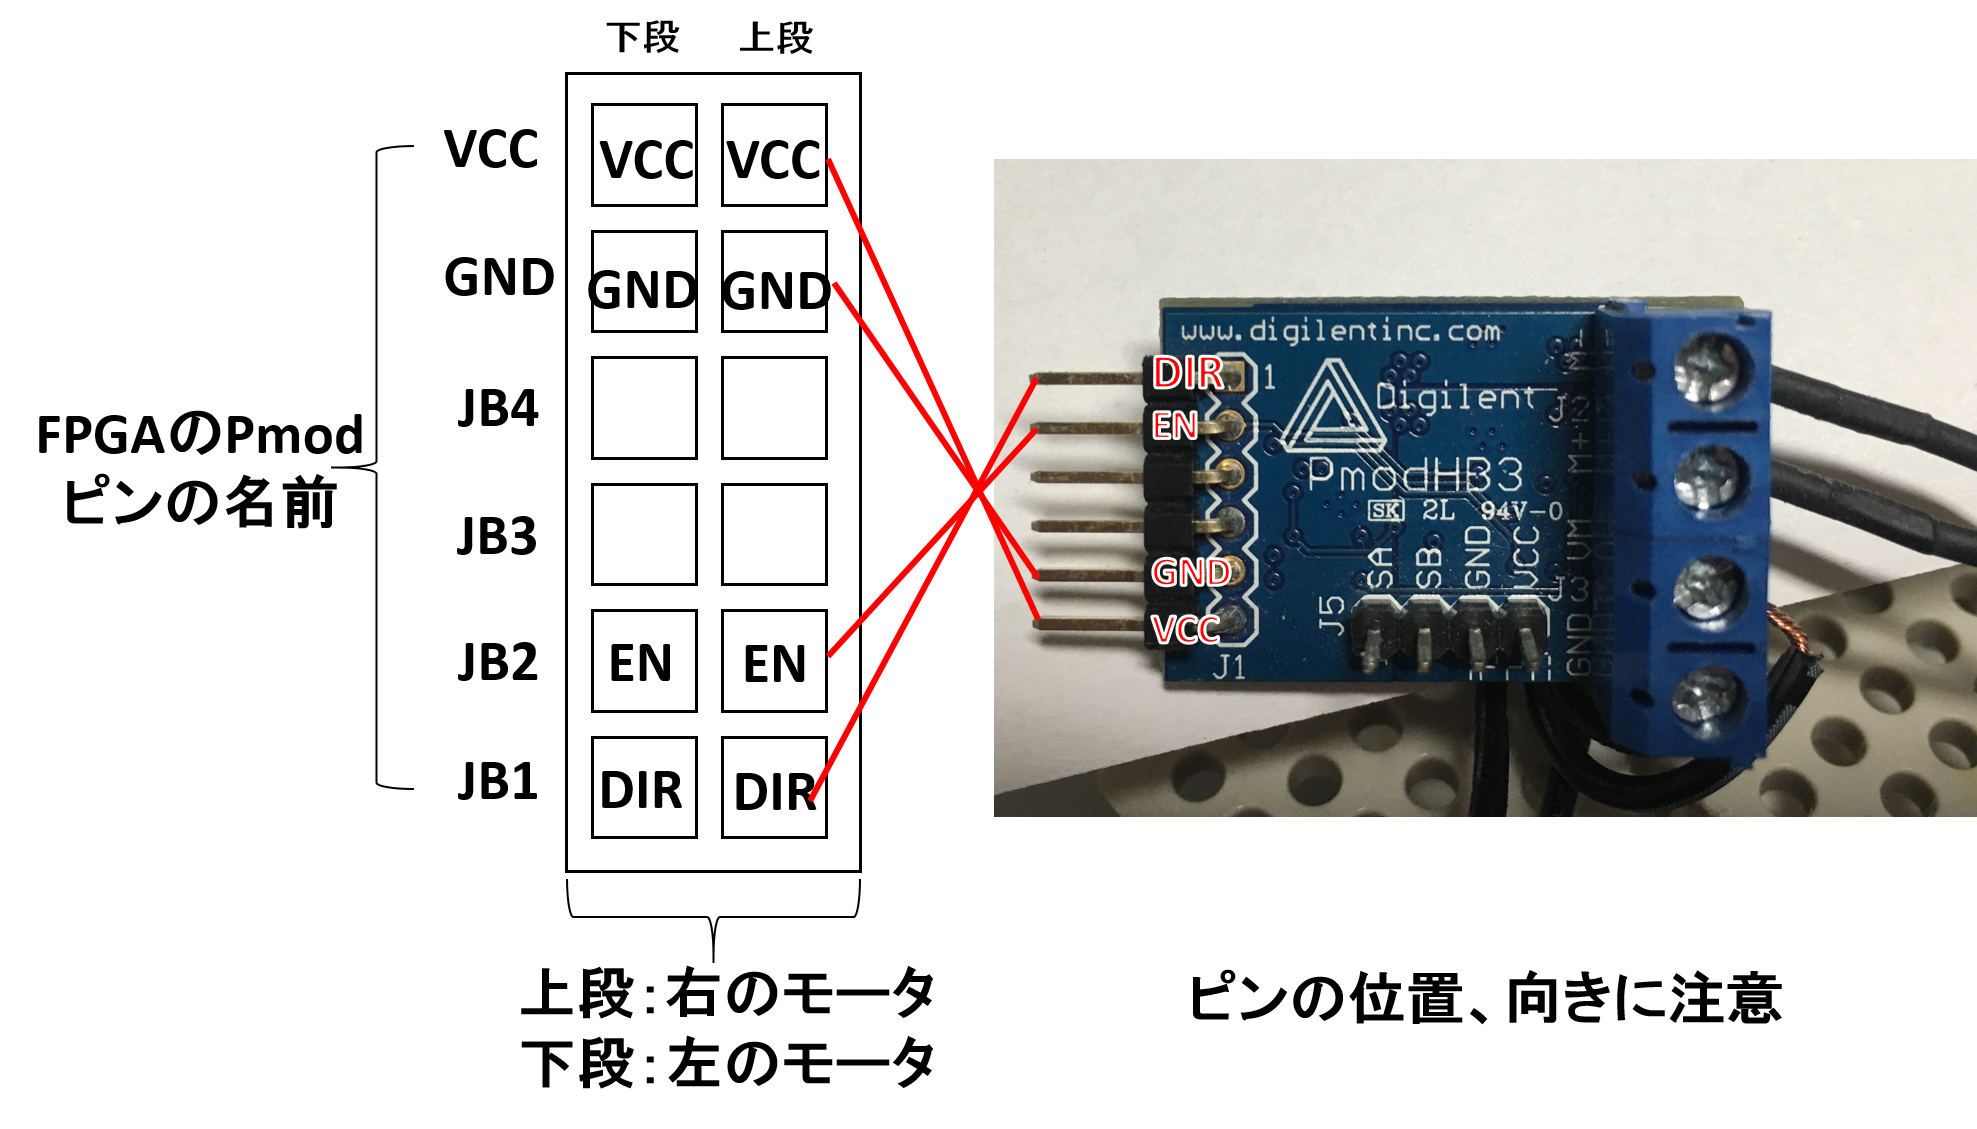 下段 上段
VCC VCC VCC
GND GND GND
JB4
JB3
JB2 EN EN
JB1 DIR DIR
FPGAのPmod
ピンの名前
上段：右のモータ
下段：左のモータ
www.digilentinc.com
DIR 1
EN
Digilent
J2
PmodHB3
SK 2L 94V-0
GND
VCC
J1
J5
SA
SB
GND
VCC
J3
M-
M+
VM
GND
ピンの位置、向きに注意